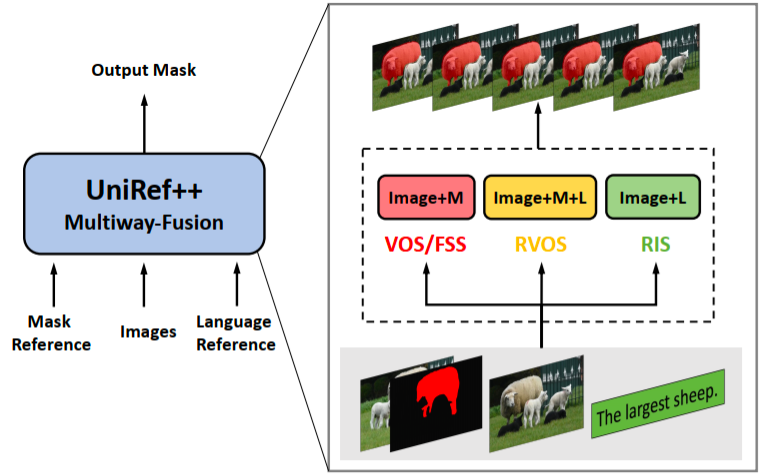 Output Mask
UniRef++
Multiway-Fusion
Mask
Reference
Images
Language
Reference
Image+M
Image+M+L
Image+L
VOS/FSS
RVOS
RIS
The largest sheep.